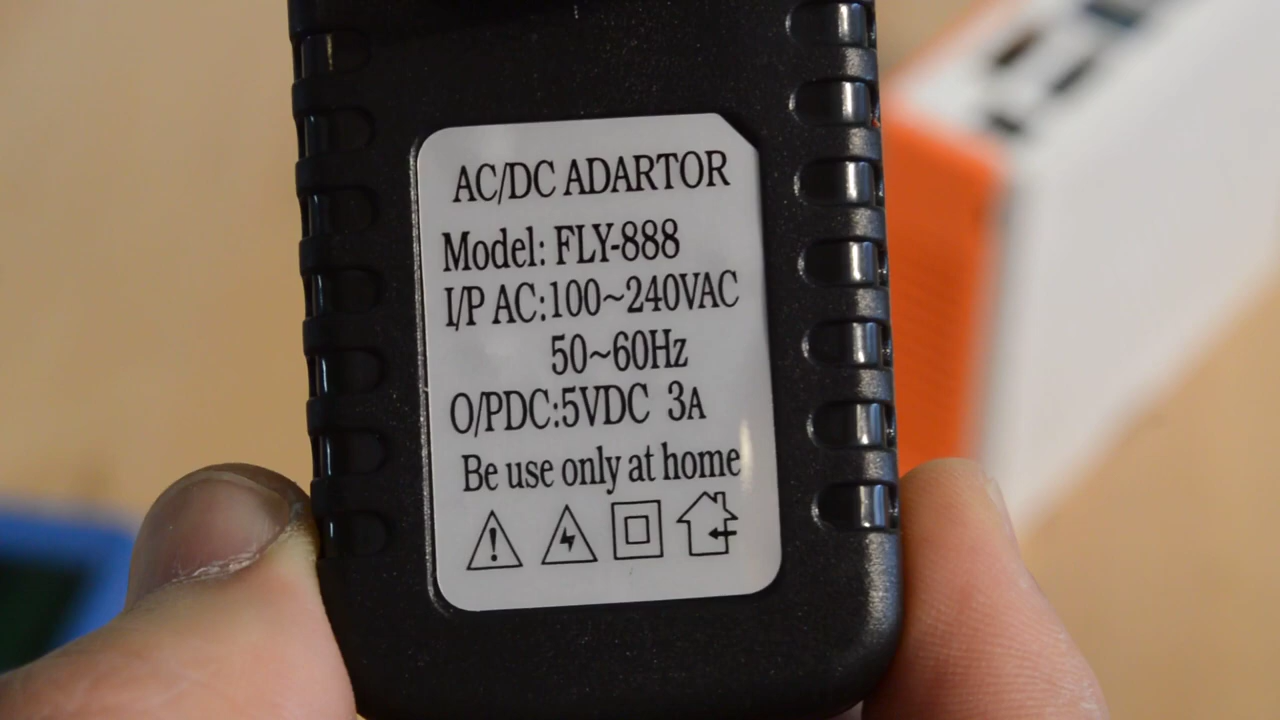 AC/DC ADARTOR
Model: FLY-888
I/P AC:100~240VAC
50~60Hz
O/PDC:5VDC 3A
Be use only at home